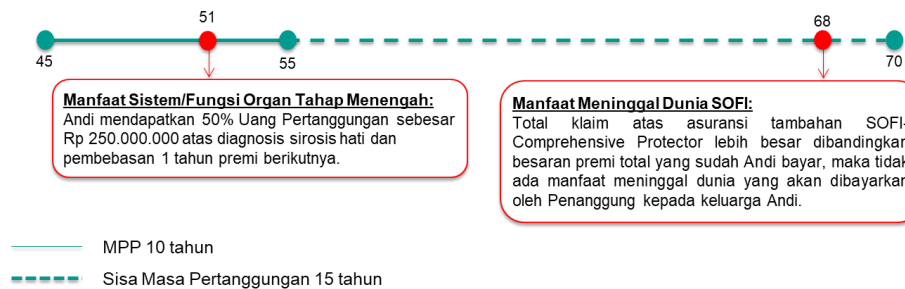 51
68
45
55
70
Manfaat Sistem/Fungsi Organ Tahap Menengah:
Andi mendapatkan 50% Uang Pertanggungan sebesar
Rp 250.000.000 atas diagnosis sirosis hati dan
pembebasan 1 tahun premi berikutnya.
Manfaat Meninggal Dunia SOFI:
Total klaim atas asuransi tambahan SOFI-
Comprehensive Protector lebih besar dibandingkan
besaran premi total yang sudah Andi bayar, maka tidak
ada manfaat meninggal dunia yang akan dibayarkan
oleh Penanggung kepada keluarga Andi.
MPP 10 tahun
Sisa Masa Pertanggungan 15 tahun